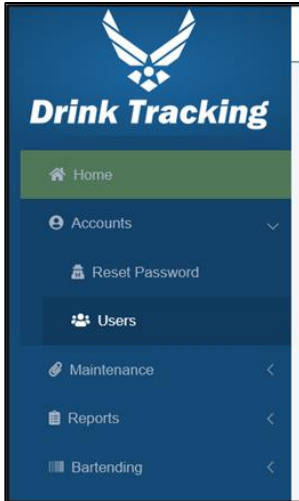 Drink Tracking
Home
Accounts
Reset Password
Users
Maintenance
Reports
Bartending